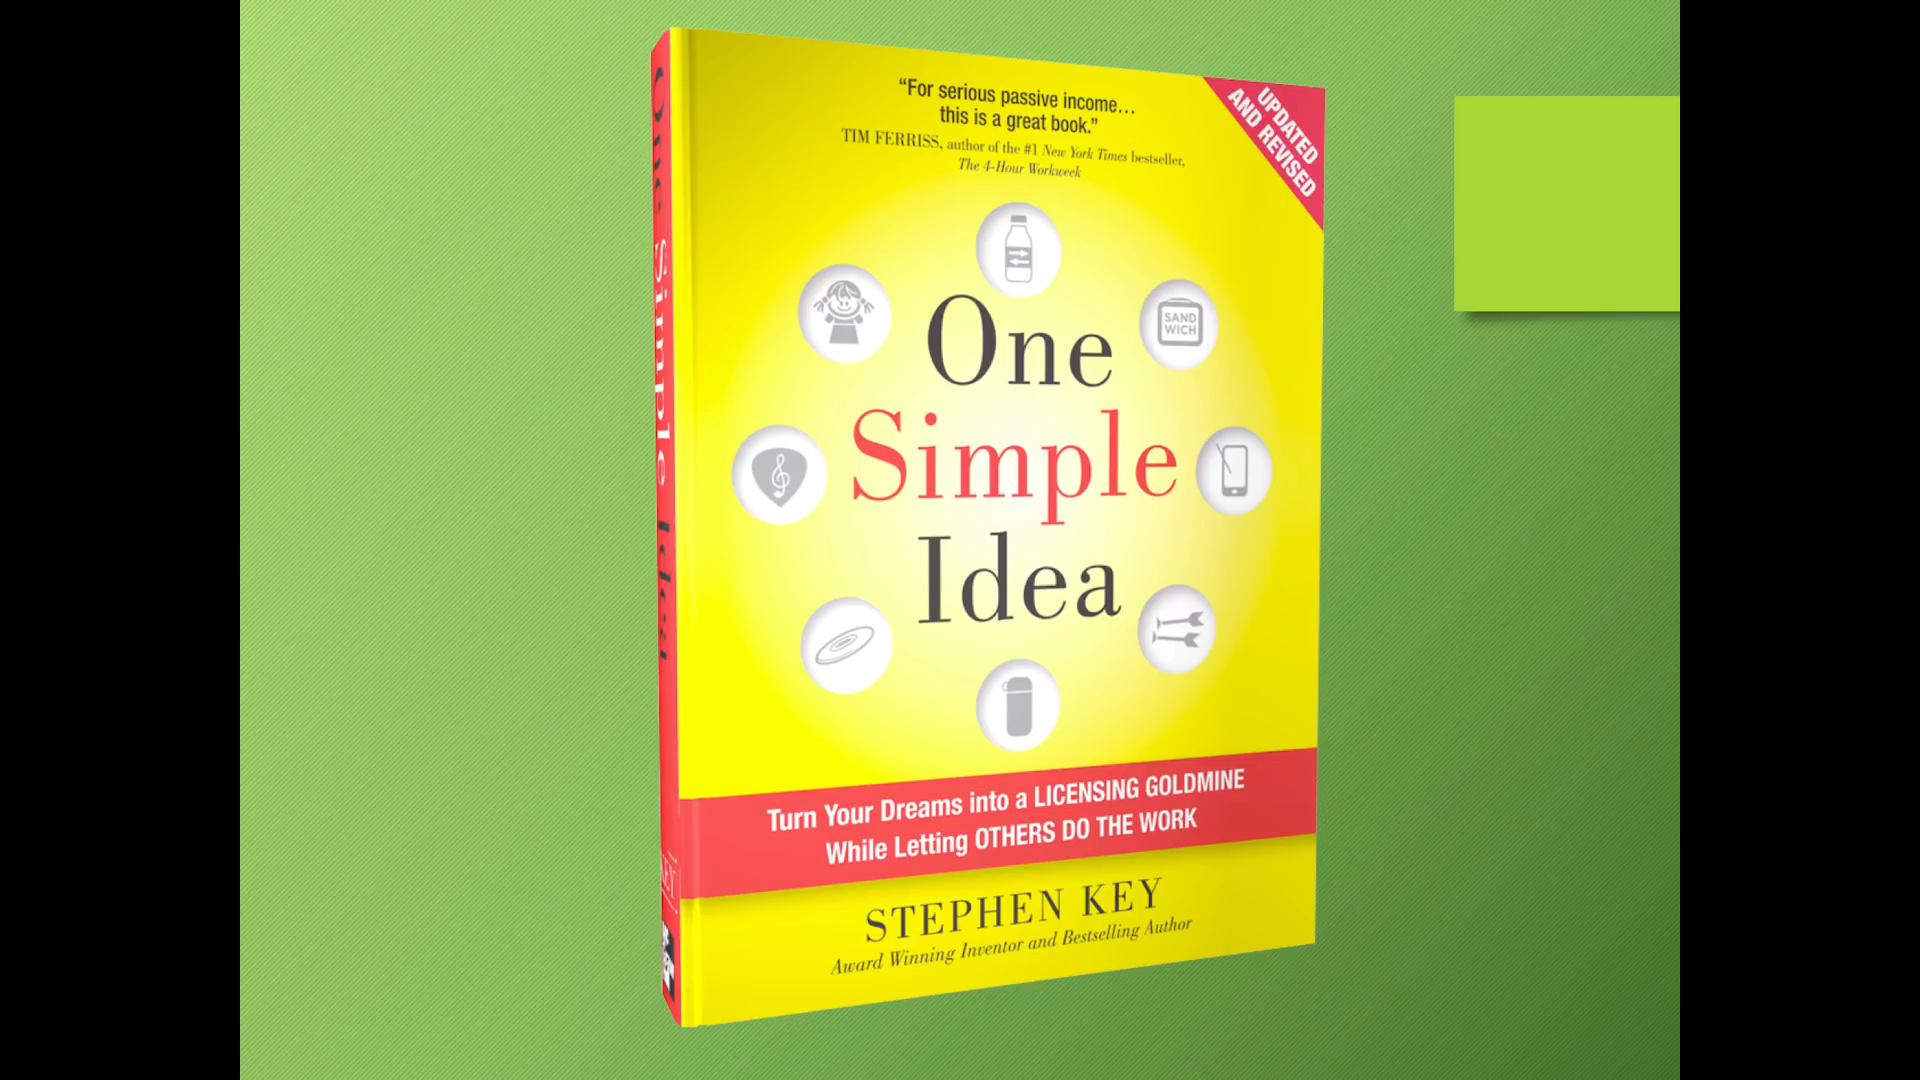 “For serious passive income…
this is a great book.”
TIM FERRISS, author of the #1 New York Times bestseller,
The 4-Hour Workweek
UPDATED
AND REVISED
SAND
WICH
One
Simple
Idea
Turn Your Dreams into a LICENSING GOLDMINE
While Letting OTHERS DO THE WORK
STEPHEN KEY
Award Winning Inventor and Bestselling Author
One Simple Idea
KEY